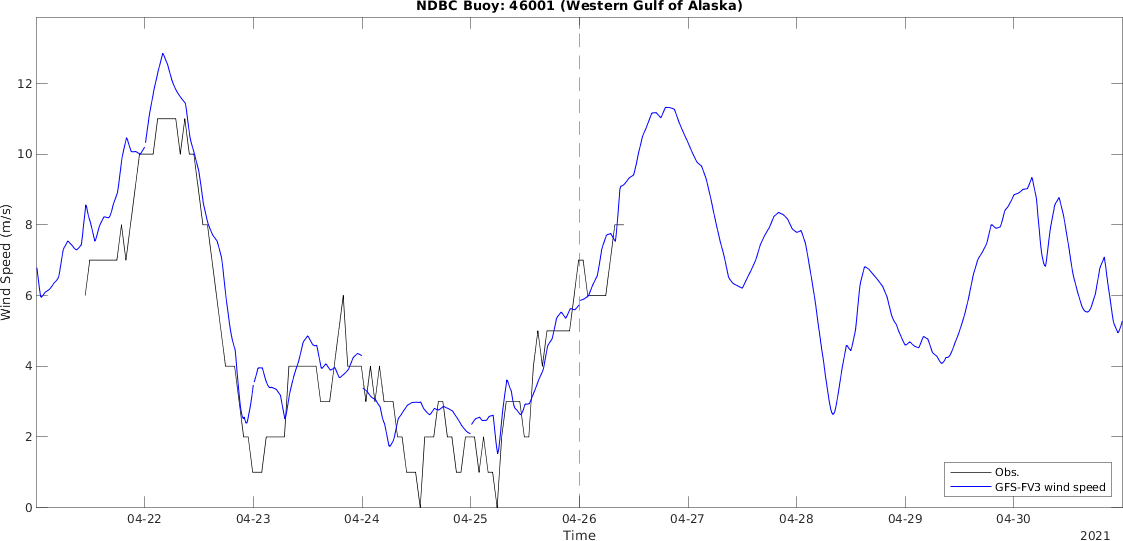 NDBC Buoy: 46001 (Western Gulf of Alaska)
Wind Speed (m/s)
12
10
8
6
4
2
0
04-22 04-23 04-24 04-25 04-26 04-27 04-28 04-29 04-30
Time
2021
Obs.
GFS-FV3 wind speed